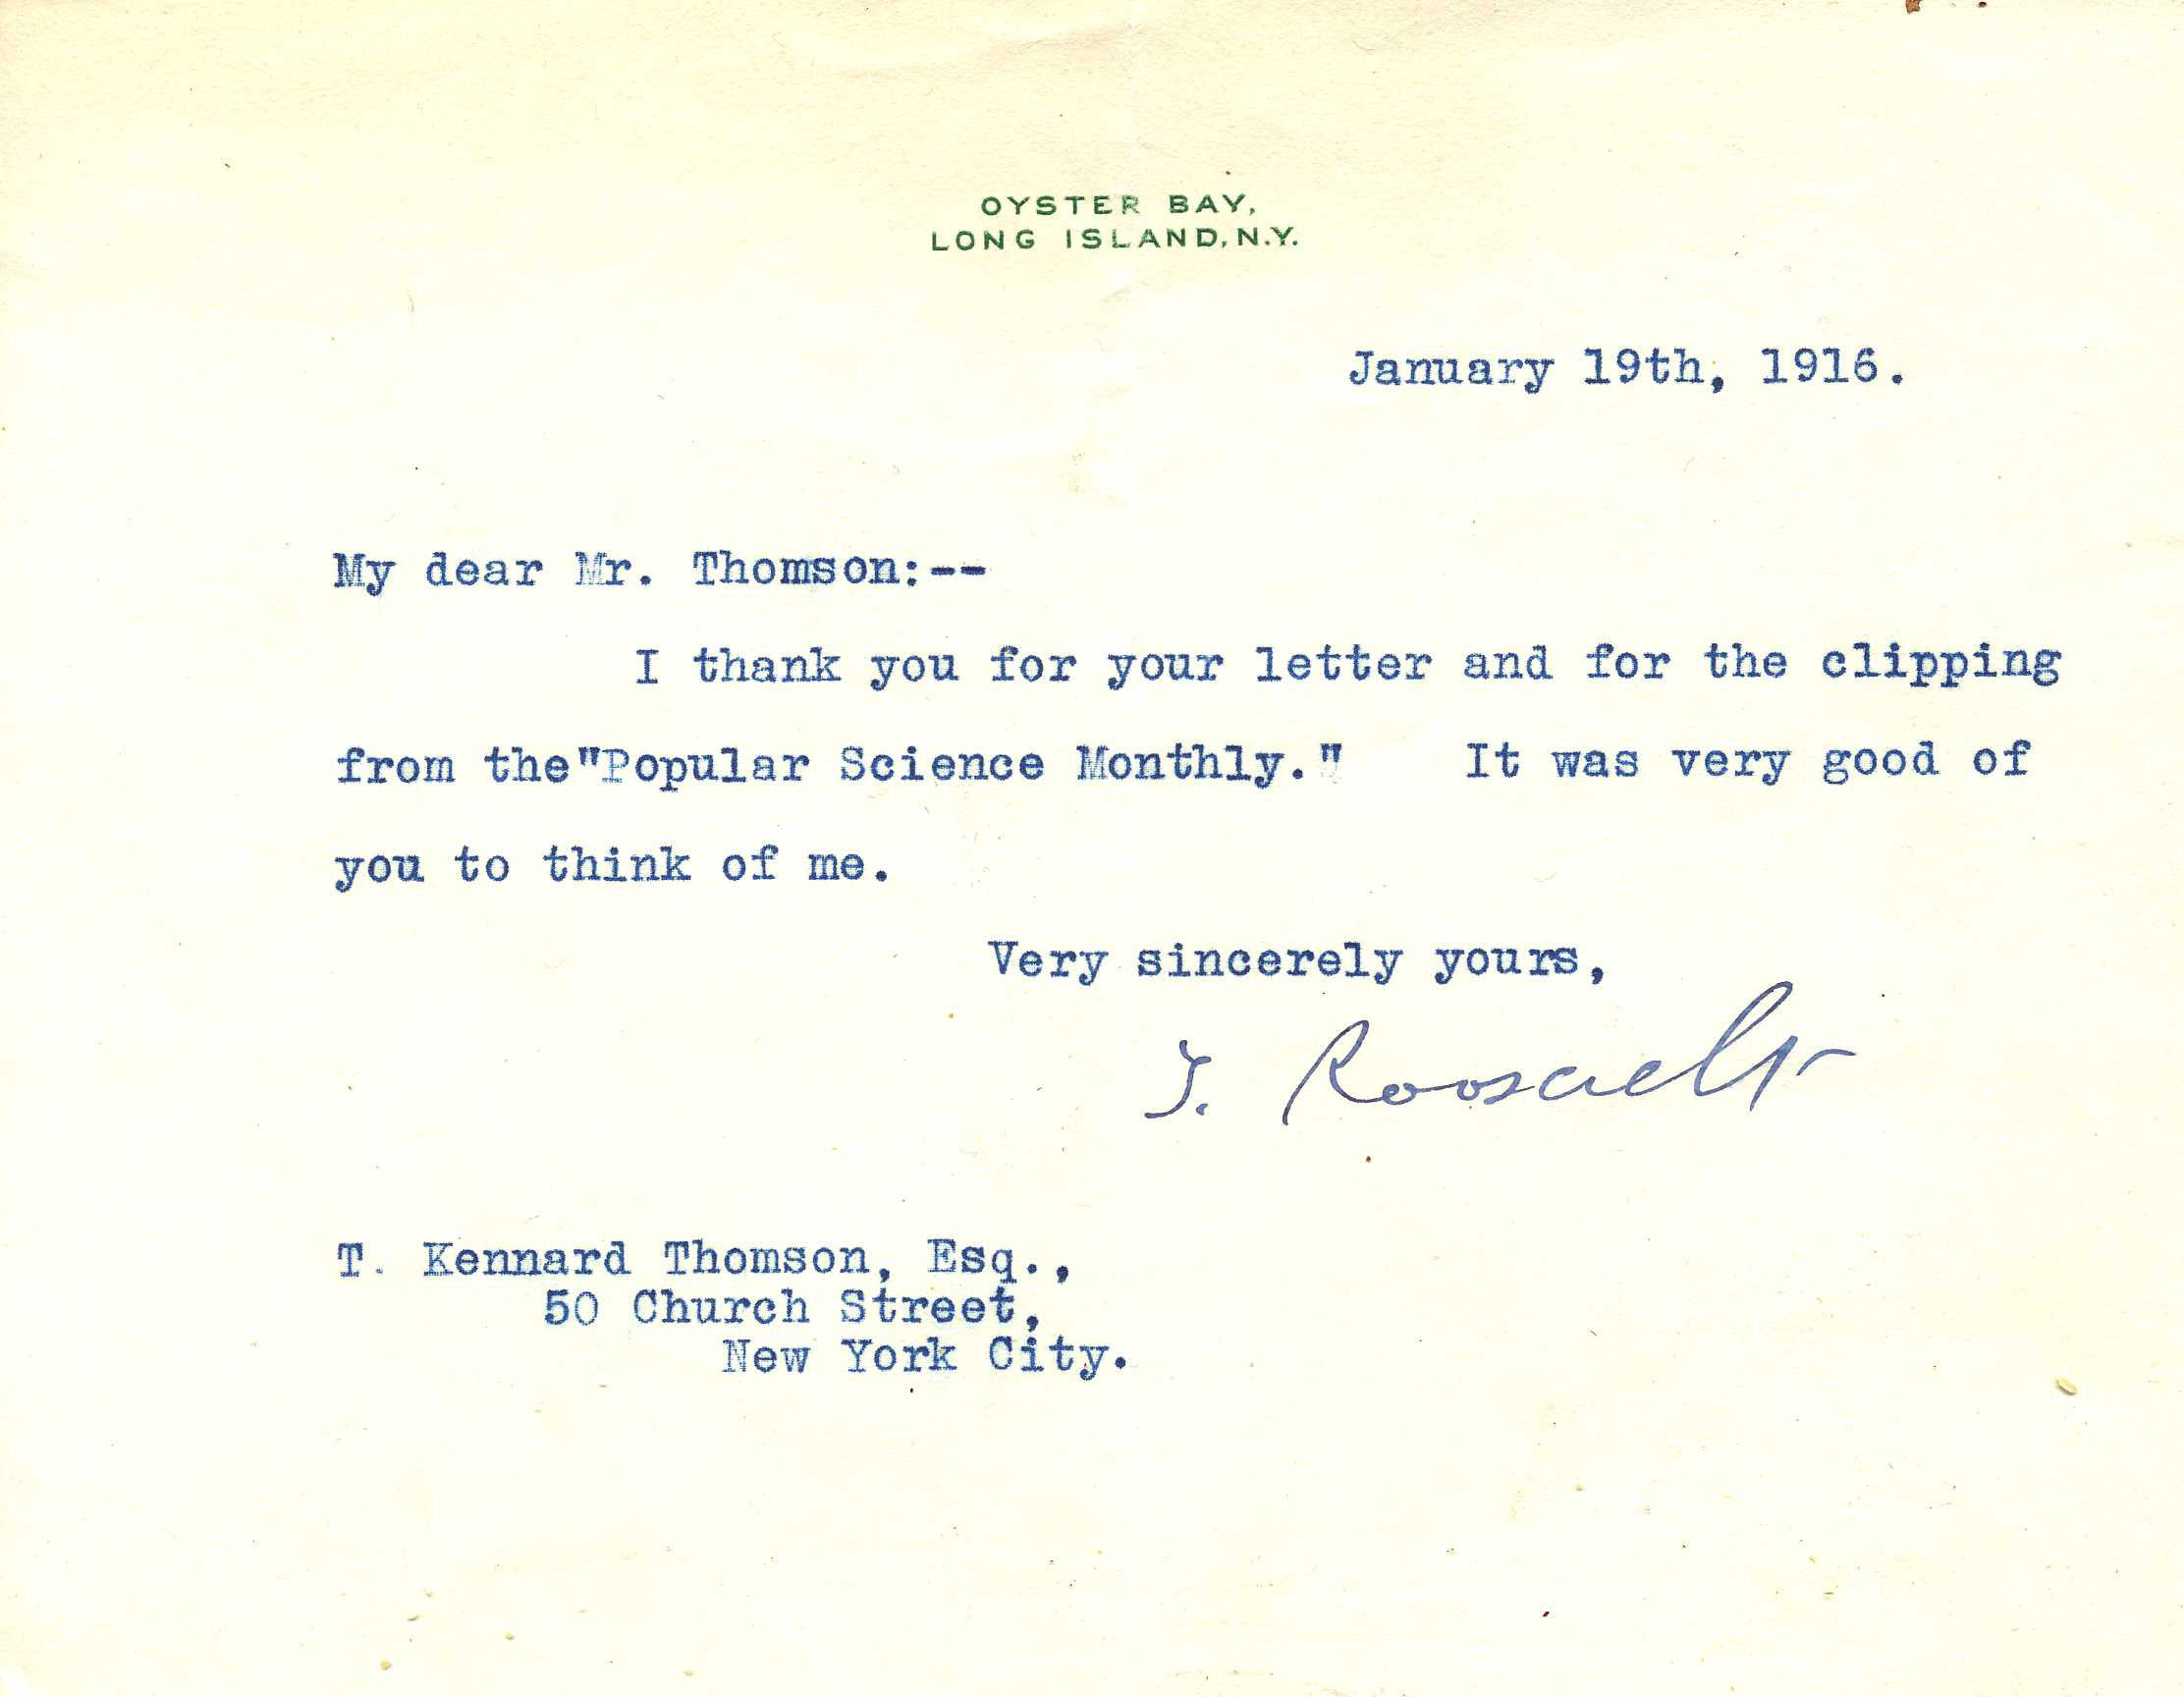 OYSTER BAY,
LONG ISLAND, N.Y.
January 19th, 1916.
My dear Mr. Thomson:--
I thank you for your letter and for the clipping
from the"Popular Science Monthly." It was very good of
you to think of me.
Very sincerely yours,
T. Roosevelt
T. Kennard Thomson, Esq.,
50 Church Street,
New York City.